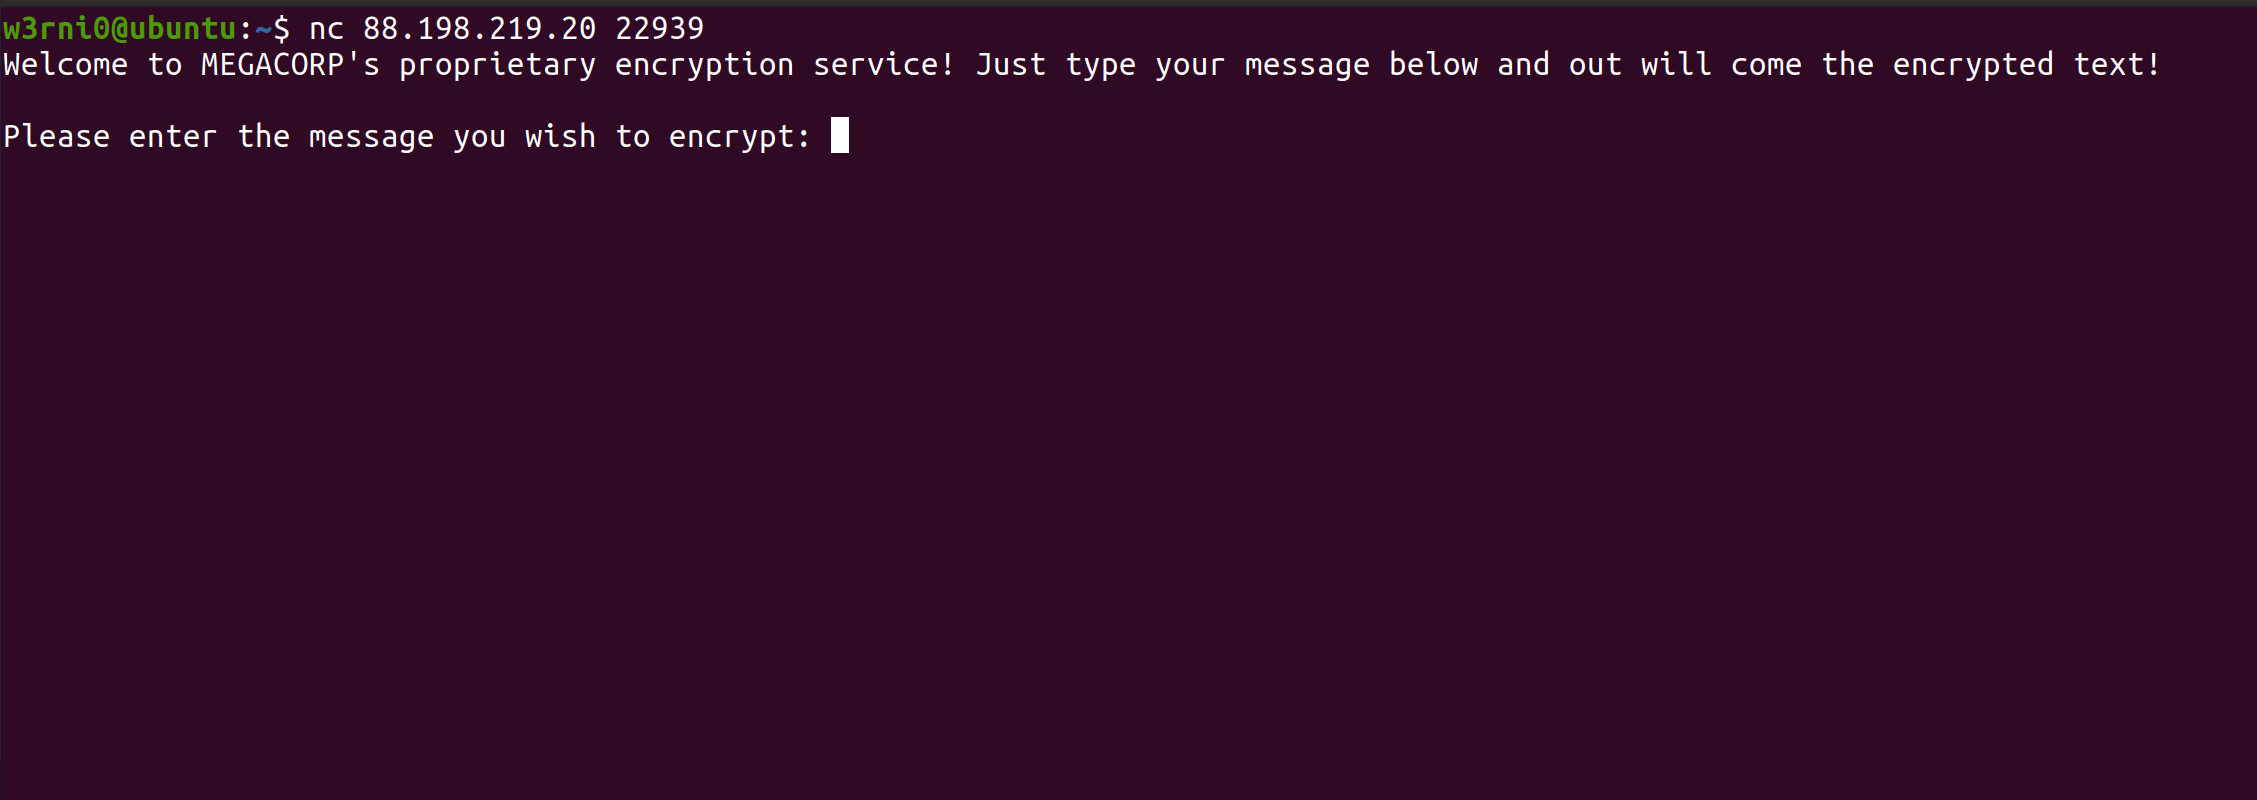 w3rni0@ubuntu:~$ nc 88.198.219.20 22939
Welcome to MEGACORP's proprietary encryption service! Just type your message below and out will come the encrypted text!
Please enter the message you wish to encrypt: